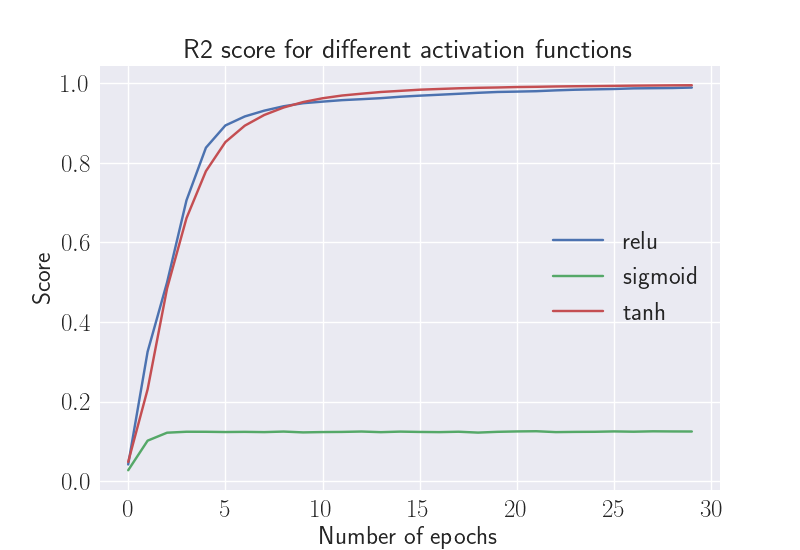 R2 score for different activation functions
1.0
0.8
0.6
0.4
0.2
0.0
Score
relu
sigmoid
tanh
0 5 10 15 20 25 30
Number of epochs